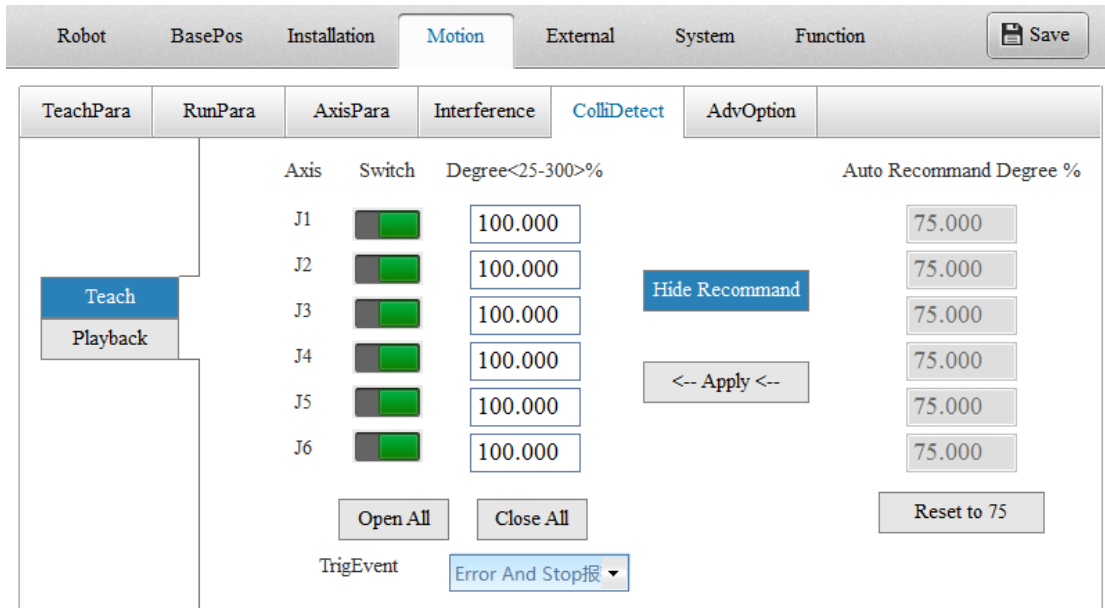 Robot BasePos Installation Motion External System Function Save
TeachPara RunPara AxisPara Interference ColliDetect AdvOption
Axis Switch Degree<25-300>% Auto Recommand Degree %
J1 100.000 75.000
J2 100.000 75.000
Teach Hide Recommand
J3 100.000 75.000
Playback
J4 100.000 75.000
<-- Apply <--
J5 100.000 75.000
J6 100.000 75.000
Open All Close All Reset to 75
TrigEvent Error And Stop报